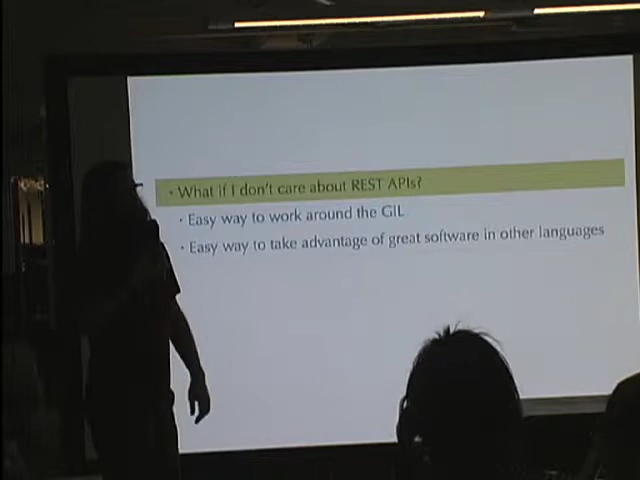 · What if I don't care about REST APIs?
· Easy way to work around the GIL
· Easy way to take advantage of great software in other languages